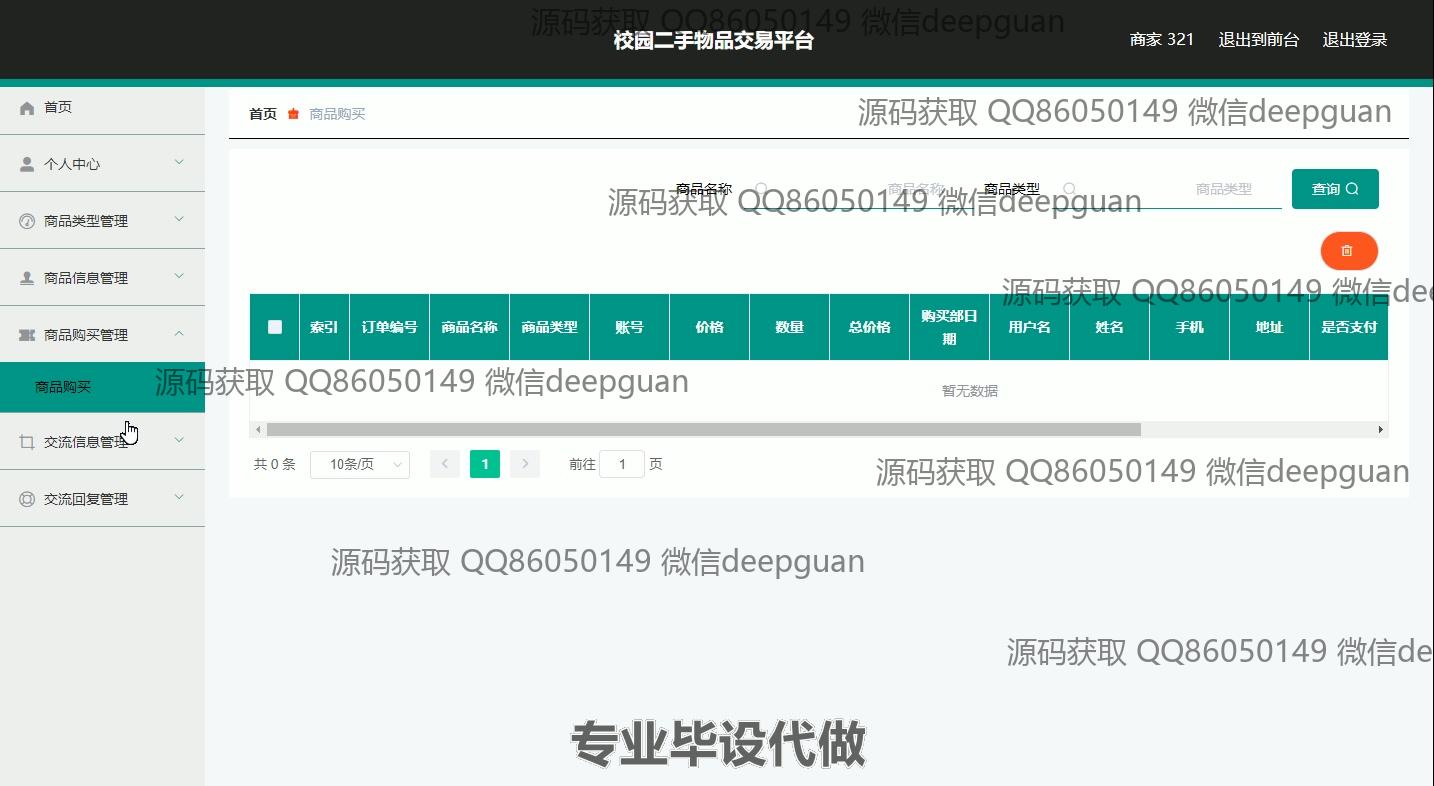 源码获取 QQ86050149 微信deepguan
校园二手物品交易平台
商家 321 退出到前台 退出登录
首页
个人中心
商品类型管理
商品信息管理
商品购买管理
商品购买
交流信息管理
交流回复管理
首页 商品购买
源码获取 QQ86050149 微信deepguan
商品名称 商品名称 商品类型 商品类型 查询
源码获取 QQ86050149 微信deepguan
源码获取 QQ86050149 微信dee
索引 订单编号 商品名称 商品类型 账号 价格 数量 总价格 购买部日期 用户名 姓名 手机 地址 是否支付
源码获取 QQ86050149 微信deepguan
暂无数据
共 0 条 10条/页 1 前往 1 页
源码获取 QQ86050149 微信deepguan
源码获取 QQ86050149 微信deepguan
源码获取 QQ86050149 微信de
专业毕设代做